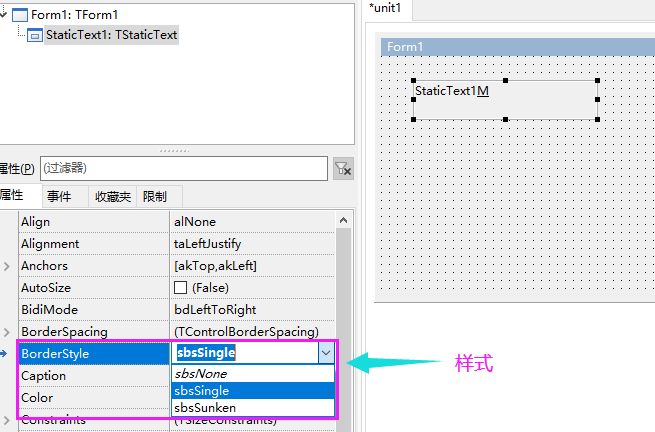 Form1: TForm1
StaticText1: TStaticText
属性(P)
(过滤器)
属性
事件
收藏夹
限制
Align
alNone
Alignment
taLeftJustify
Anchors
[akTop,akLeft]
AutoSize
(False)
BidiMode
bdLeftToRight
BorderSpacing
(TControlBorderSpacing)
BorderStyle
sbsSingle
sbsNone
Caption
sbsSingle
Color
sbsSunken
Constraints
(TSizeConstraints)
*unit1
Form1
StaticText1M
样式